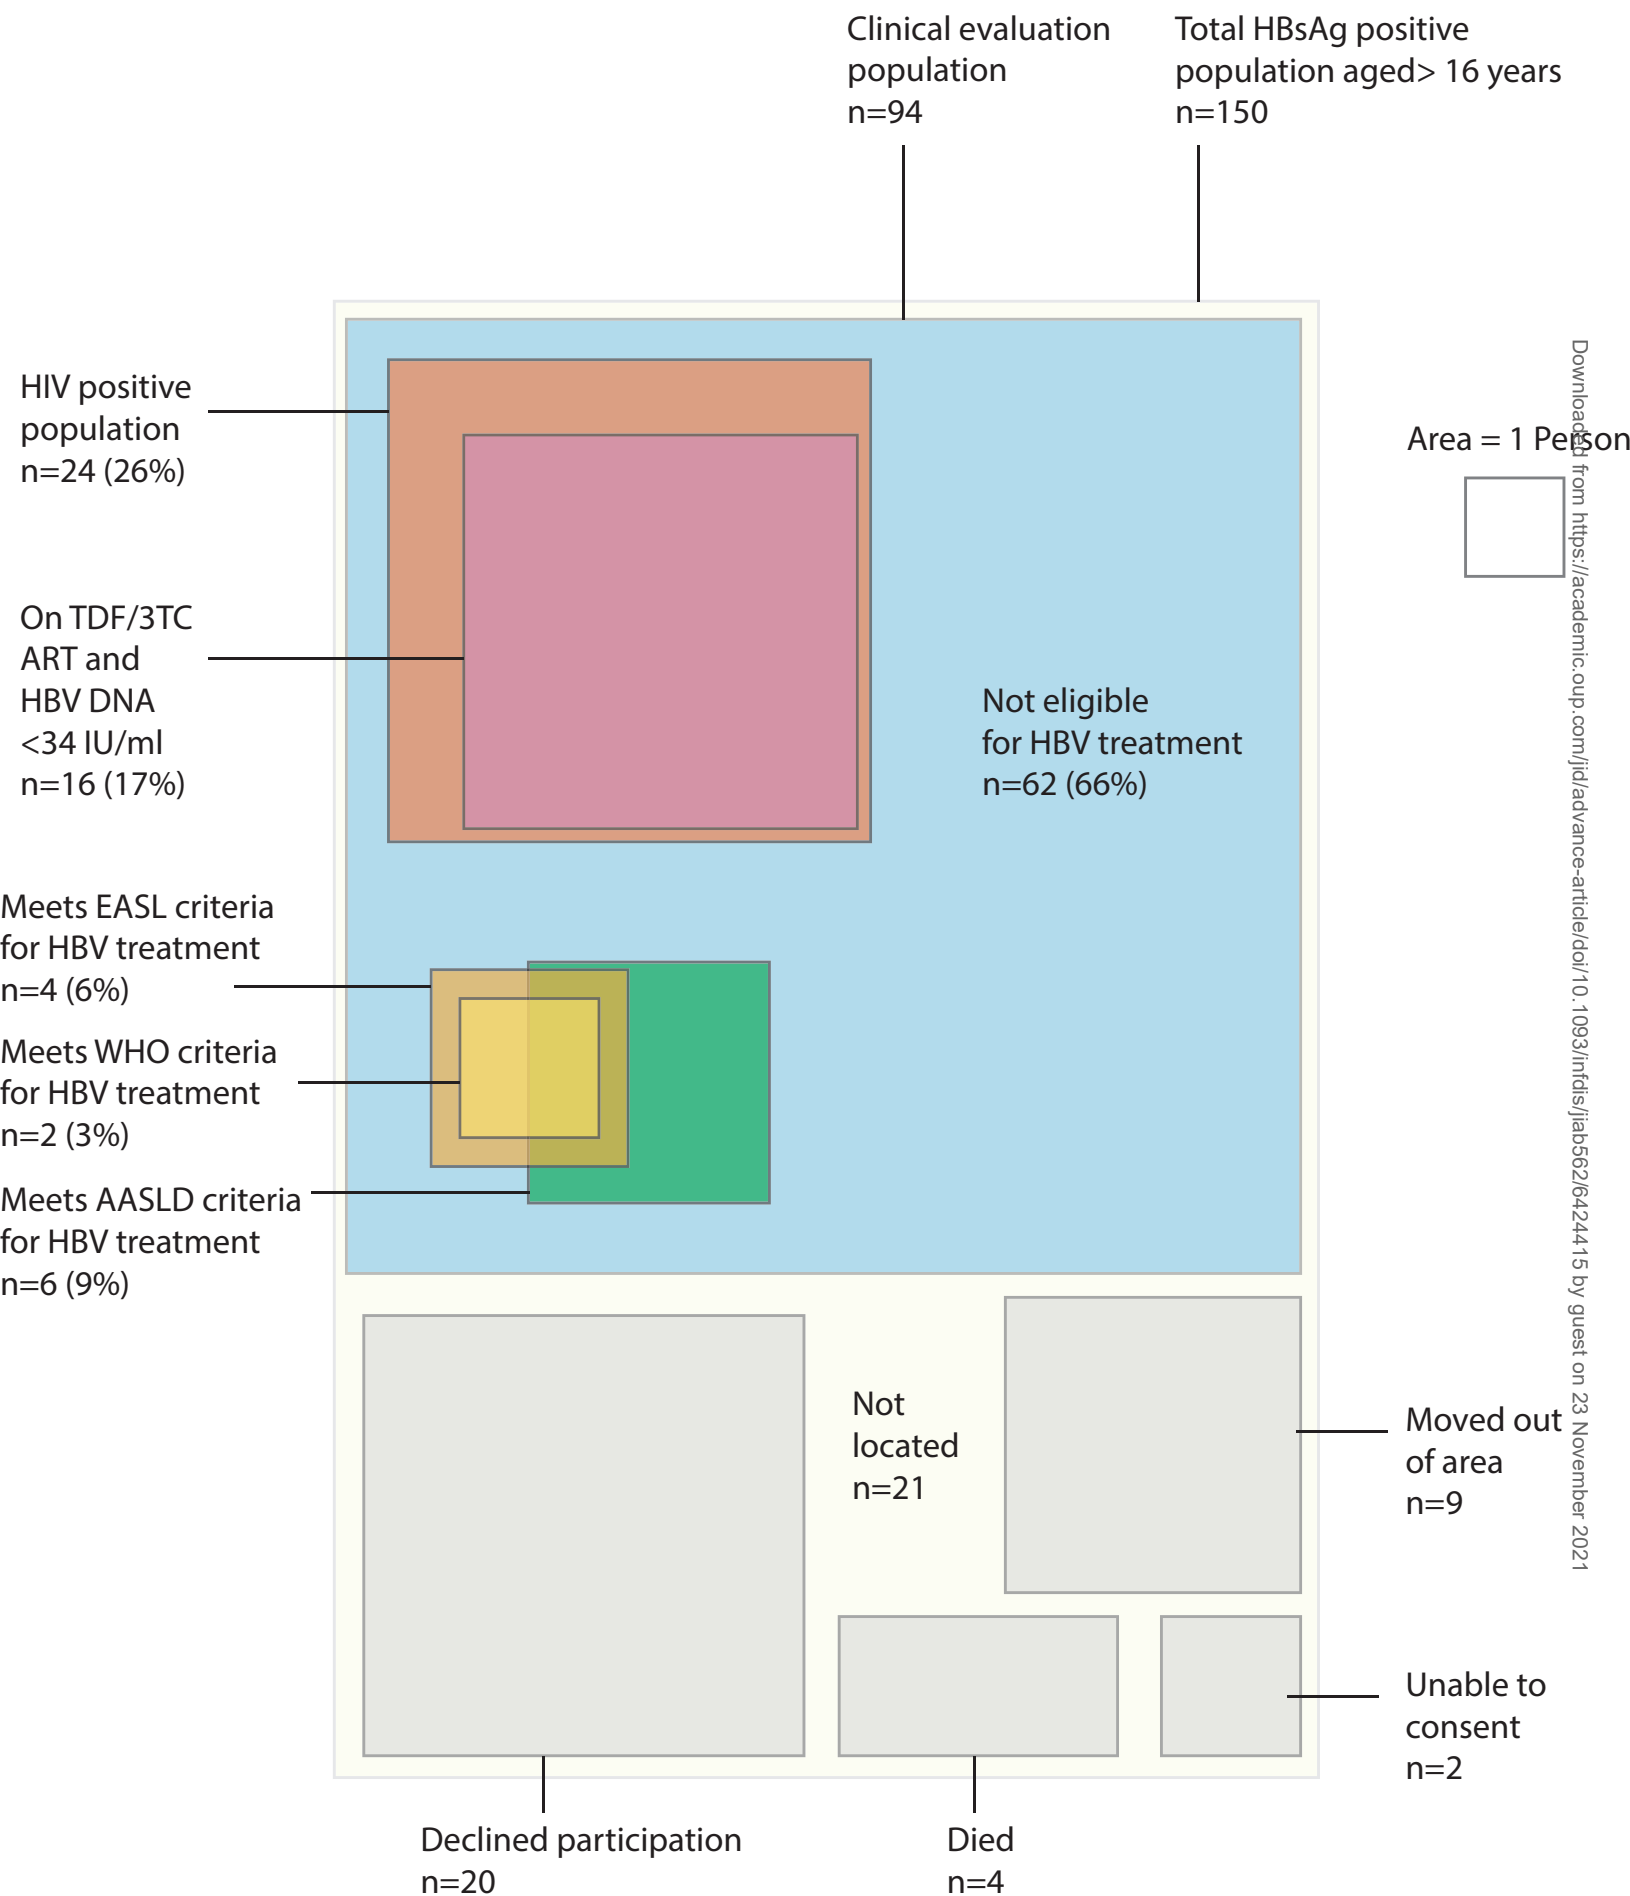 Clinical evaluation
population
n=94
Total HBsAg positive
population aged> 16 years
n=150
HIV positive
population
n=24 (26%)
Area = 1 Person
On TDF/3TC
ART and
HBV DNA
<34 IU/ml
n=16 (17%)
Not eligible
for HBV treatment
n=62 (66%)
Meets EASL criteria
for HBV treatment
n=4 (6%)
Meets WHO criteria
for HBV treatment
n=2 (3%)
Meets AASLD criteria
for HBV treatment
n=6 (9%)
Not
located
n=21
Moved out
of area
n=9
Unable to
consent
n=2
Declined participation
n=20
Died
n=4
Downloaded from https://academic.oup.com/jid/advance-article/doi/10.1093/infdis/jiab562/6424415 by guest on 23 November 2021